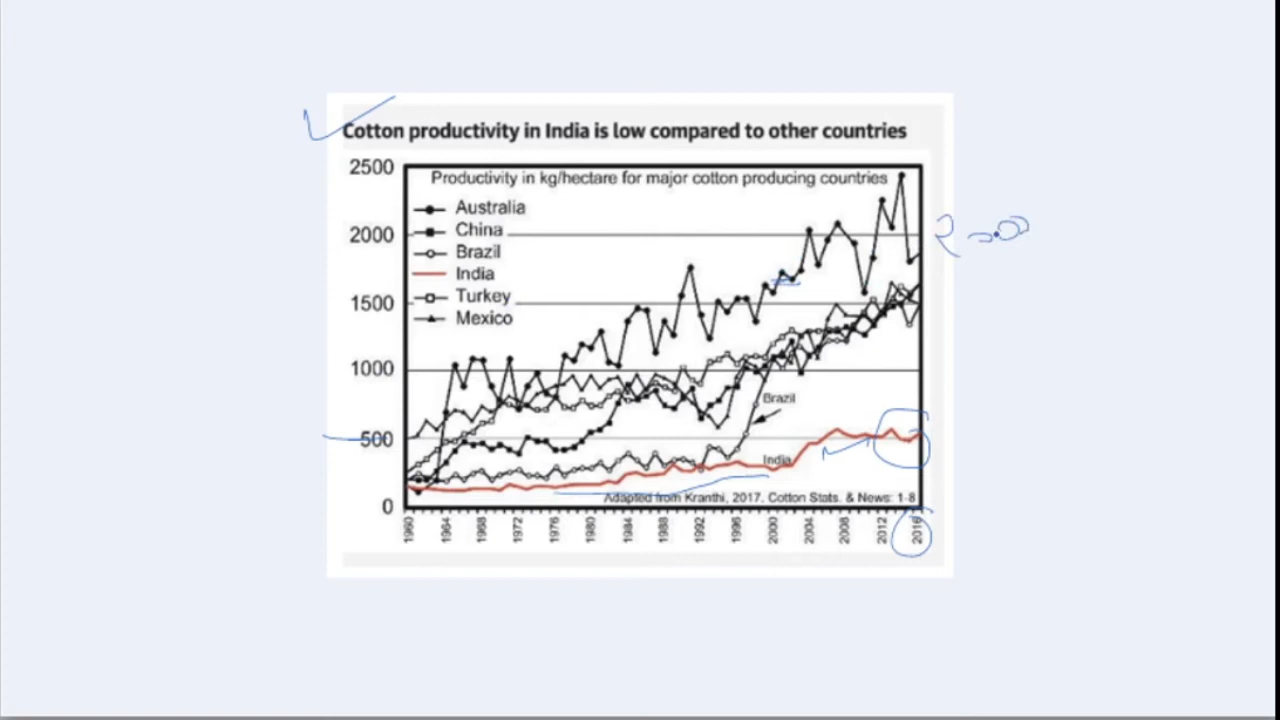 Cotton productivity in India is low compared to other countries
2500
Productivity in kg/hectare for major cotton producing countries
Australia
2000
China
Brazil
India
1500
Turkey
Mexico
1000
Brazil
500
India
0
Adapted from Kranthi, 2017. Cotton Stats. & News: 1-8
1960 1964 1968 1972 1976 1980 1984 1988 1992 1996 2000 2004 2008 2012 2016